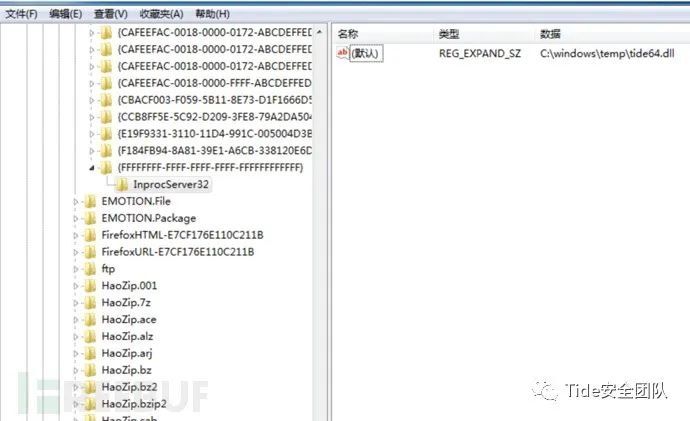 文件(F) 编辑(E) 查看(V) 收藏夹(A) 帮助(H)
{CAFEEFAC-0018-0000-0172-ABCDEFFED
{CAFEEFAC-0018-0000-0172-ABCDEFFED
{CAFEEFAC-0018-0000-0172-ABCDEFFED
{CAFEEFAC-0018-0000-FFFF-ABCDEFFED
{CBACF003-F059-5B11-8E73-D1F1666D5
{CCB8FF5E-5C92-D209-3FE8-79A2DA504
{E19F9331-3110-11D4-991C-005004D3B
{F184FB94-8A81-39E1-A6CB-338120E6D
{FFFFFFFF-FFFF-FFFF-FFFF-FFFFFFFFFFFF}
InprocServer32
EMOTION.File
EMOTION.Package
FirefoxHTML-E7CF176E110C211B
FirefoxURL-E7CF176E110C211B
ftp
HaoZip.001
HaoZip.7z
HaoZip.ace
HaoZip.alz
HaoZip.arj
HaoZip.bz
HaoZip.bz2
HaoZip.bzip2
HaoZip.cab
名称 类型 数据
ab (默认) REG_EXPAND_SZ C:\windows\temp\tide64.dll
FREEBUF
Tide安全团队